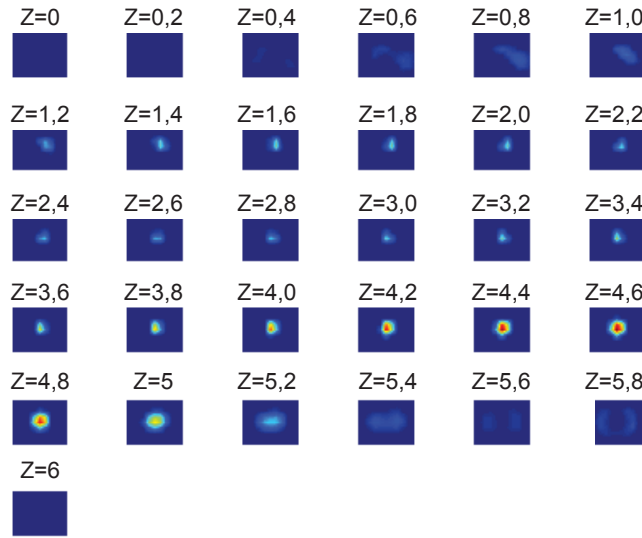 Z=0 Z=0,2 Z=0,4 Z=0,6 Z=0,8 Z=1,0
Z=1,2 Z=1,4 Z=1,6 Z=1,8 Z=2,0 Z=2,2
Z=2,4 Z=2,6 Z=2,8 Z=3,0 Z=3,2 Z=3,4
Z=3,6 Z=3,8 Z=4,0 Z=4,2 Z=4,4 Z=4,6
Z=4,8 Z=5 Z=5,2 Z=5,4 Z=5,6 Z=5,8
Z=6